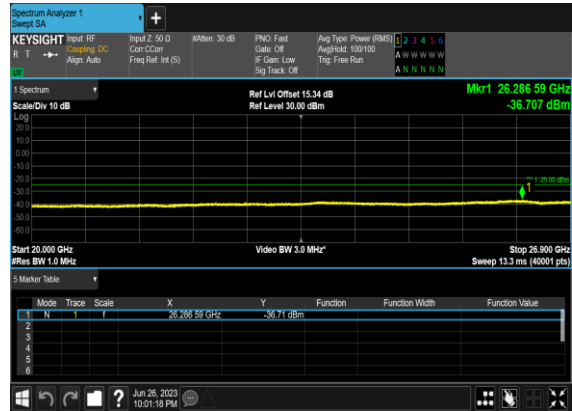 Spectrum Analyzer 1
Swept SA
KEYSIGHT Input: RF Input Z: 50 Ω #Atten: 30 dB PNO: Fast Avg Type: Power (RMS) 1 2 3 4 5 6
R T Coupling: DC Corr CCorr Gate: Off Avg|Hold: 100/100 A W W W W W
Align: Auto Freq Ref: Int (S) IF Gain: Low Trig: Free Run
LW Sig Track: Off A N N N N N
1 Spectrum Ref Lvl Offset 15.34 dB Mkr1 26.286 59 GHz
Scale/Div 10 dB Ref Level 30.00 dBm -36.707 dBm
Log
20.0
10.0
0.00
-10.0
-20.0
-25.00 dBm
-30.0 1
-40.0
-50.0
-60.0
Start 20.000 GHz Video BW 3.0 MHz* Stop 26.900 GHz
#Res BW 1.0 MHz Sweep 13.3 ms (40001 pts)
5 Marker Table
Mode Trace Scale X Y Function Function Width Function Value
1 N 1 f 26.286 59 GHz -36.71 dBm
2
3
4
5
6
? Jun 26, 2023
10:01:18 PM